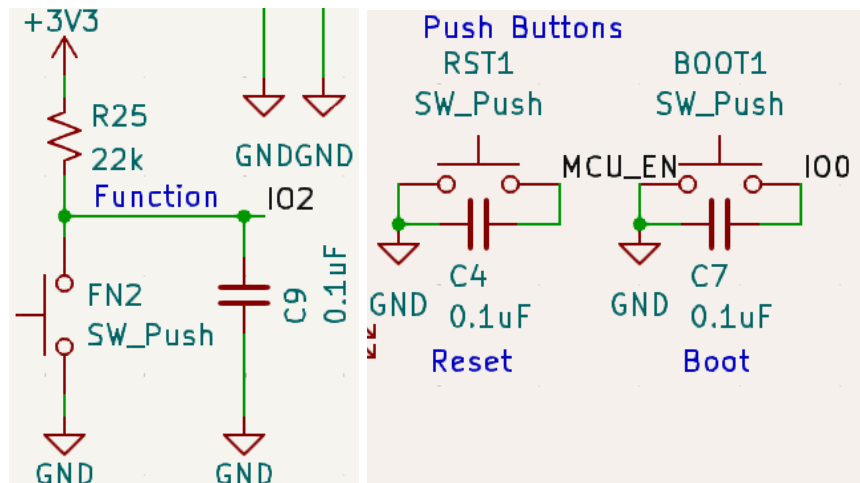 +3V3
R25
22k
GNDGND
Function
IO2
FN2
SW_Push
C9
0.1uF
GND
GND
Push Buttons
RST1
SW_Push
BOOT1
SW_Push
MCU_EN
IO0
GND
C4
0.1uF
GND
C7
0.1uF
Reset
Boot